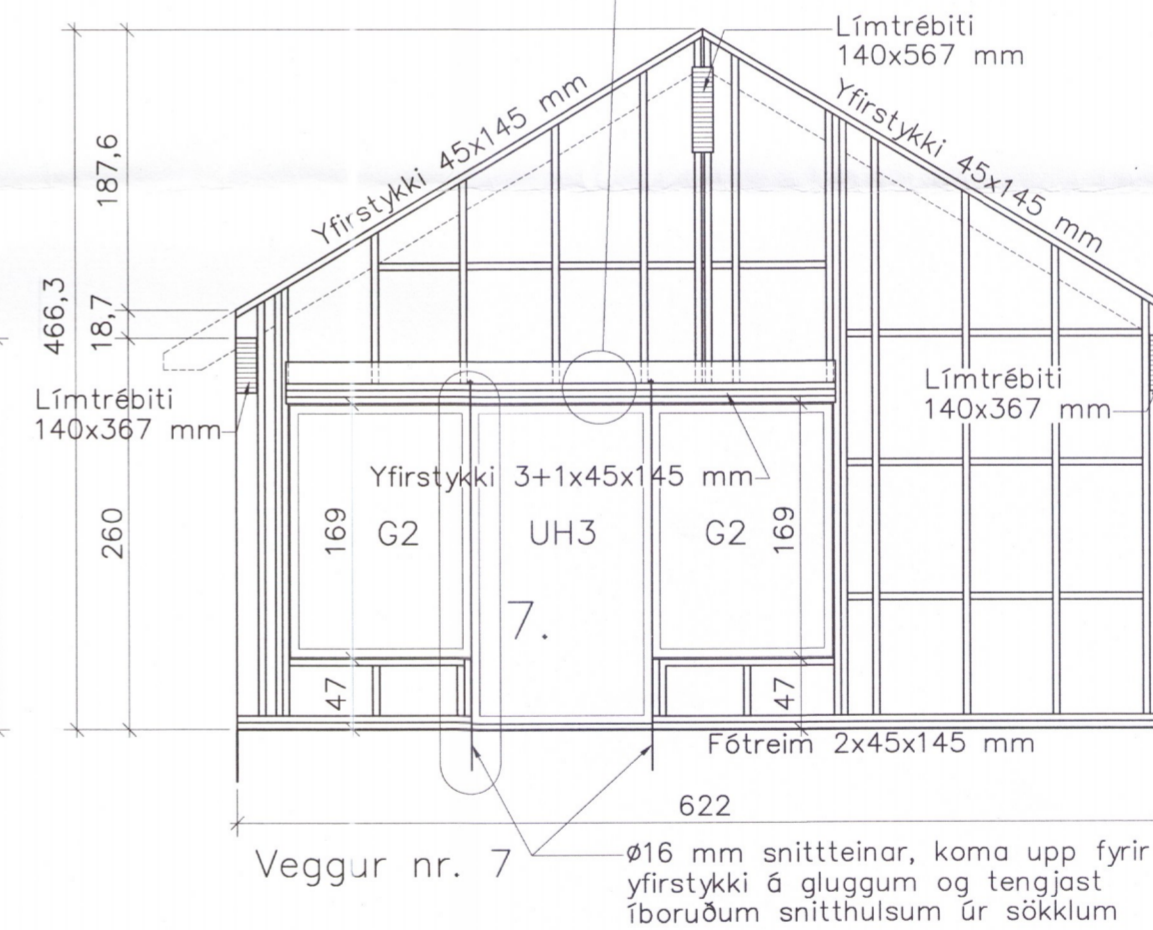 Límtrébiti
140x567 mm
Yfirstykki 45x145 mm
Yfirstykki 45x145 mm
187,6
466,3
18,7
Límtrébiti
140x367 mm
Límtrébiti
140x367 mm
Yfirstykki 3+1x45x145 mm
260
169
G2
UH3
G2
169
7.
47
47
Fótreim 2x45x145 mm
622
Veggur nr. 7
ø16 mm snittteinar, koma upp fyrir
yfirstykki á gluggum og tengjast
íboruðum snitthulsum úr sökklum